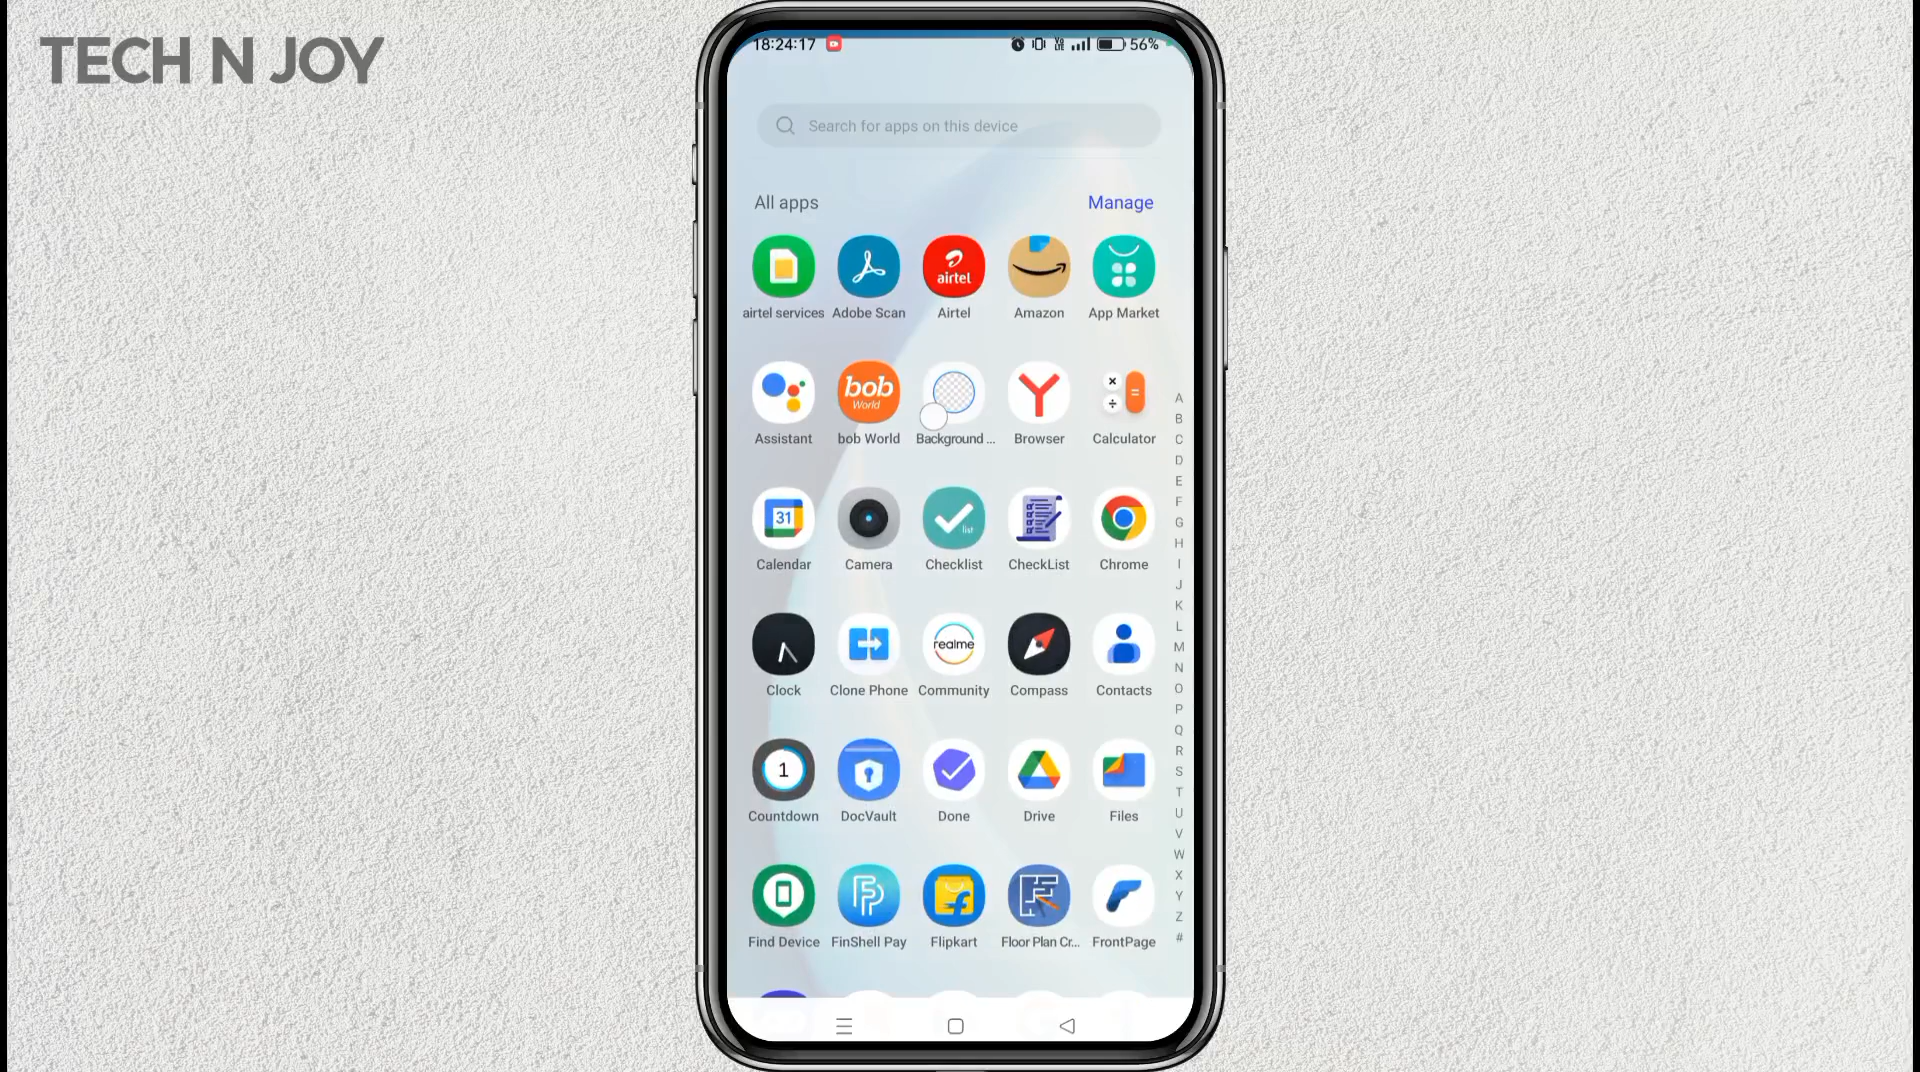 TECH N JOY
18:24:17
Vo LTE 56%
Search for apps on this device
All apps Manage
airtel
airtel services Adobe Scan Airtel Amazon App Market
bob
World
Assistant bob World Background ... Browser Calculator
31
list
Calendar Camera Checklist CheckList Chrome
realme
Clock Clone Phone Community Compass Contacts
1
Countdown DocVault Done Drive Files
Find Device FinShell Pay Flipkart Floor Plan Cr... FrontPage
A
B
C
D
E
F
G
H
I
J
K
L
M
N
O
P
Q
R
S
T
U
V
W
X
Y
Z
#